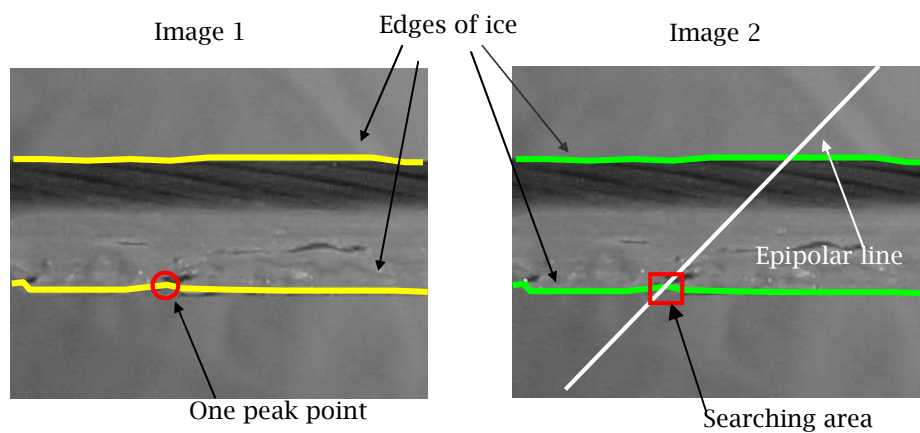 Image 1
Edges of ice
Image 2
Epipolar line
One peak point
Searching area